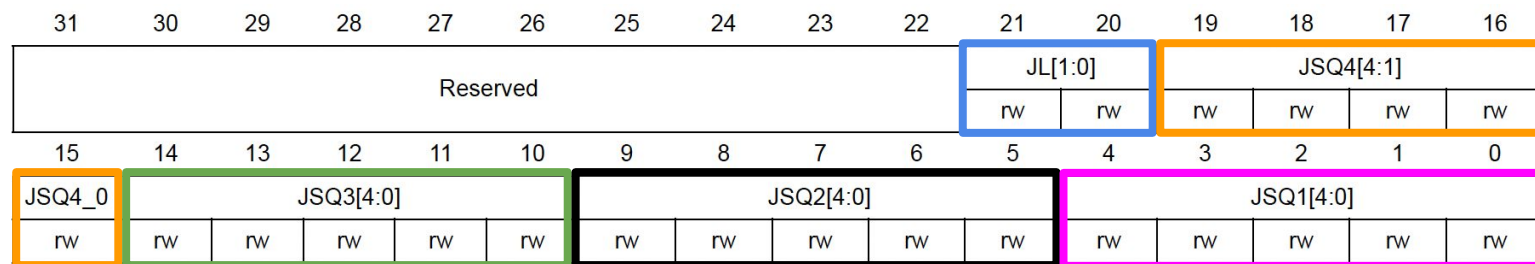 31 30 29 28 27 26 25 24 23 22 21 20 19 18 17 16
Reserved JL[1:0] JSQ4[4:1]
rw rw rw rw rw rw
15 14 13 12 11 10 9 8 7 6 5 4 3 2 1 0
JSQ4_0 JSQ3[4:0] JSQ2[4:0] JSQ1[4:0]
rw rw rw rw rw rw rw rw rw rw rw rw rw rw rw rw